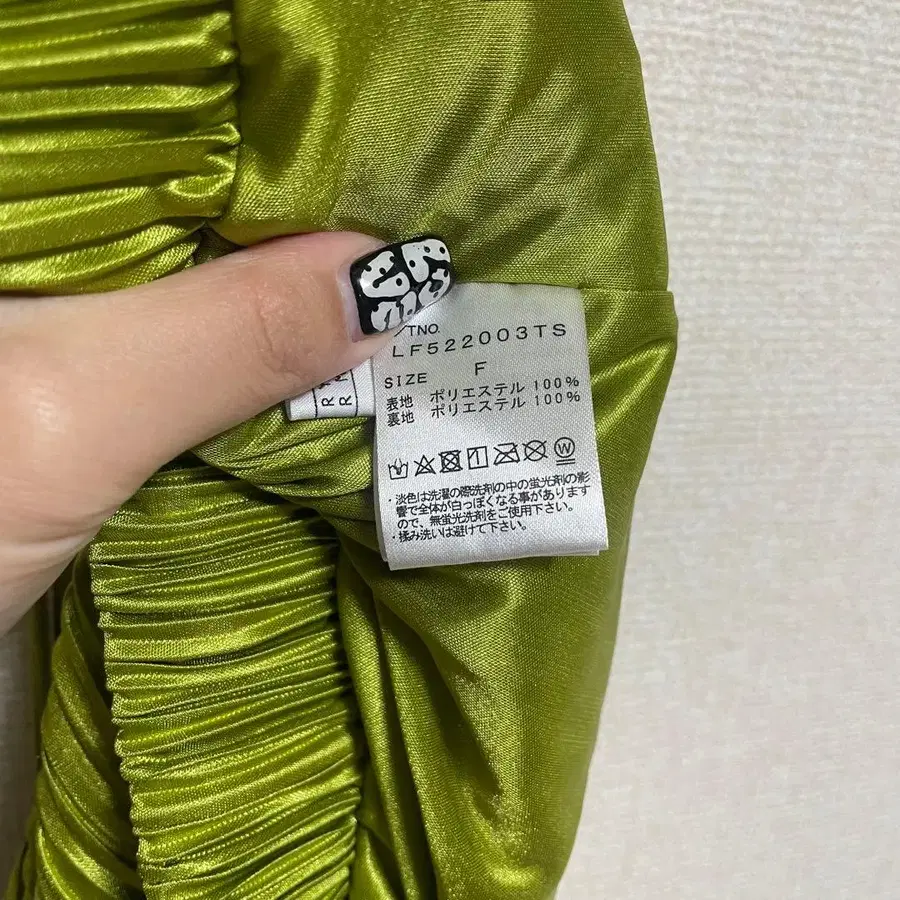 TNO.
LF522003TS
SIZE F
表地 ポリエステル 100%
裏地 ポリエステル 100%
W
・淡色は洗濯の際洗剤の中の蛍光剤の影
響で全体が白っぽくなる事があります
ので、無蛍光洗剤をご使用下さい。
・揉み洗いは避けて下さい。